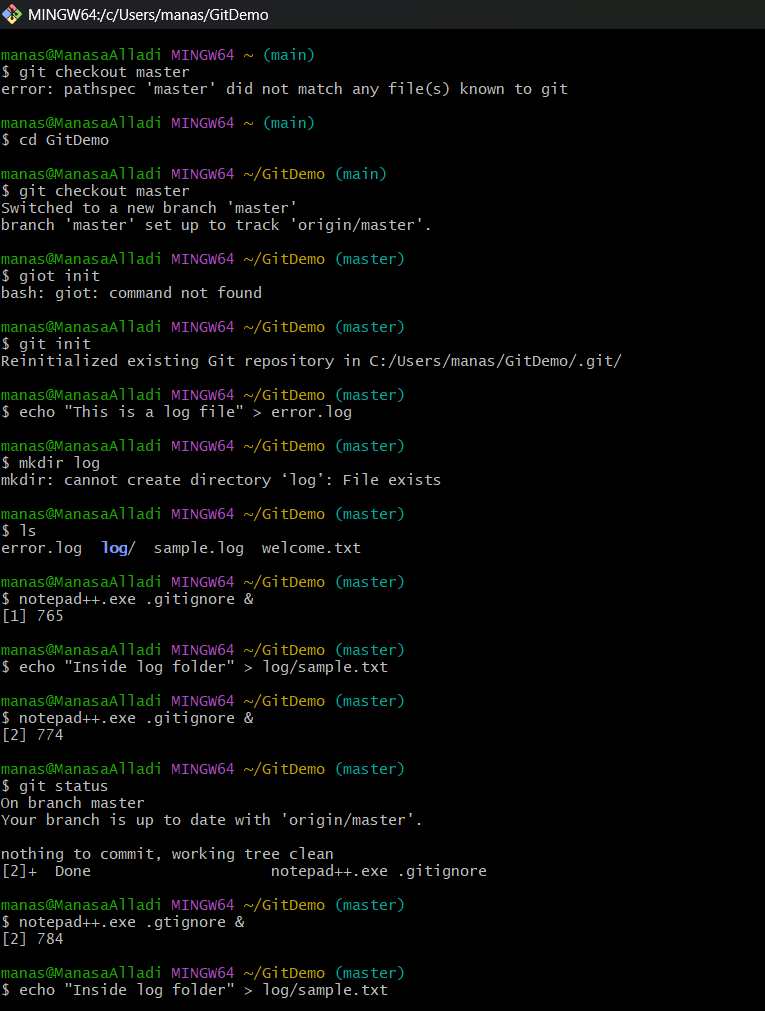 MINGW64:/c/Users/manas/GitDemo
manas@ManasaAlladi MINGW64 ~ (main)
$ git checkout master
error: pathspec 'master' did not match any file(s) known to git
manas@ManasaAlladi MINGW64 ~ (main)
$ cd GitDemo
manas@ManasaAlladi MINGW64 ~/GitDemo (main)
$ git checkout master
Switched to a new branch 'master'
branch 'master' set up to track 'origin/master'.
manas@ManasaAlladi MINGW64 ~/GitDemo (master)
$ giot init
bash: giot: command not found
manas@ManasaAlladi MINGW64 ~/GitDemo (master)
$ git init
Reinitialized existing Git repository in C:/Users/manas/GitDemo/.git/
manas@ManasaAlladi MINGW64 ~/GitDemo (master)
$ echo "This is a log file" > error.log
manas@ManasaAlladi MINGW64 ~/GitDemo (master)
$ mkdir log
mkdir: cannot create directory ‘log’: File exists
manas@ManasaAlladi MINGW64 ~/GitDemo (master)
$ ls
error.log  log/  sample.log  welcome.txt
manas@ManasaAlladi MINGW64 ~/GitDemo (master)
$ notepad++.exe .gitignore &
[1] 765
manas@ManasaAlladi MINGW64 ~/GitDemo (master)
$ echo "Inside log folder" > log/sample.txt
manas@ManasaAlladi MINGW64 ~/GitDemo (master)
$ notepad++.exe .gitignore &
[2] 774
manas@ManasaAlladi MINGW64 ~/GitDemo (master)
$ git status
On branch master
Your branch is up to date with 'origin/master'.
nothing to commit, working tree clean
[2]+  Done                    notepad++.exe .gitignore
manas@ManasaAlladi MINGW64 ~/GitDemo (master)
$ notepad++.exe .gtignore &
[2] 784
manas@ManasaAlladi MINGW64 ~/GitDemo (master)
$ echo "Inside log folder" > log/sample.txt